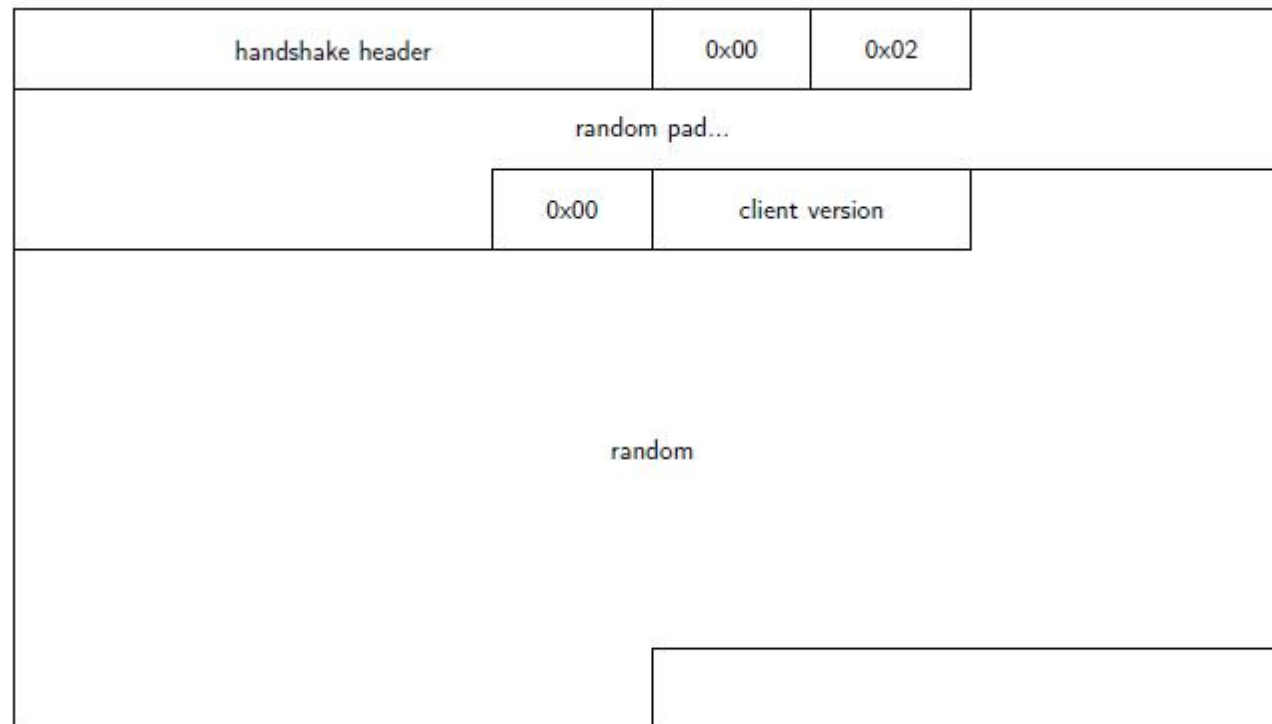 handshake header 0x00 0x02
random pad...
0x00 client version
random